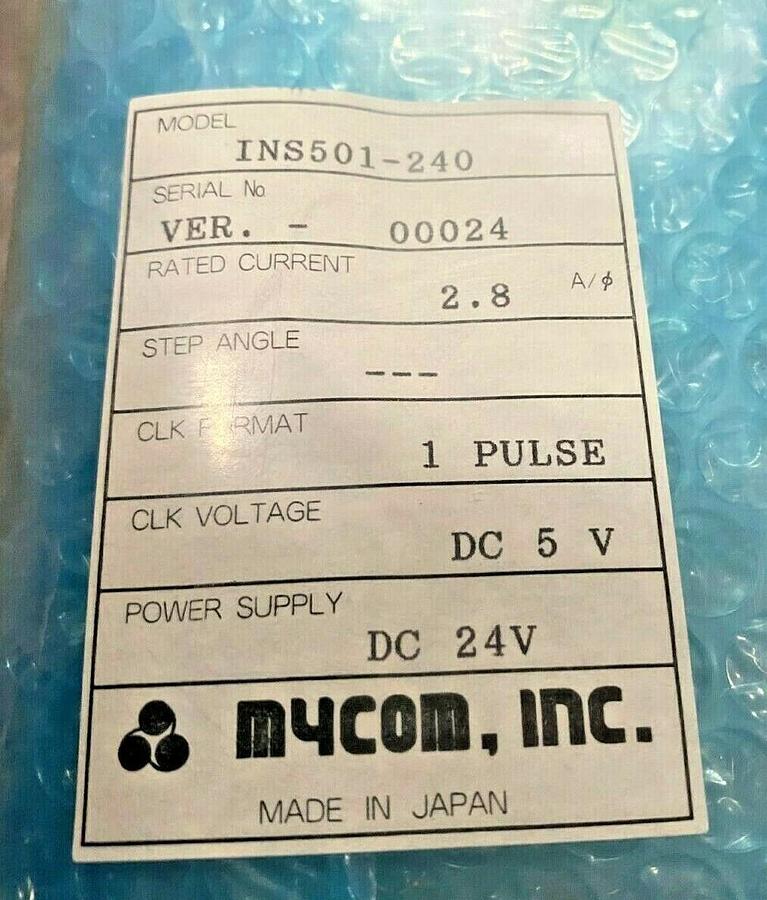 MODEL
INS501-240
SERIAL No
VER. - 00024
RATED CURRENT
2.8 A/ϕ
STEP ANGLE
---
CLK FORMAT
1 PULSE
CLK VOLTAGE
DC 5 V
POWER SUPPLY
DC 24V
MYCOM, INC.
MADE IN JAPAN